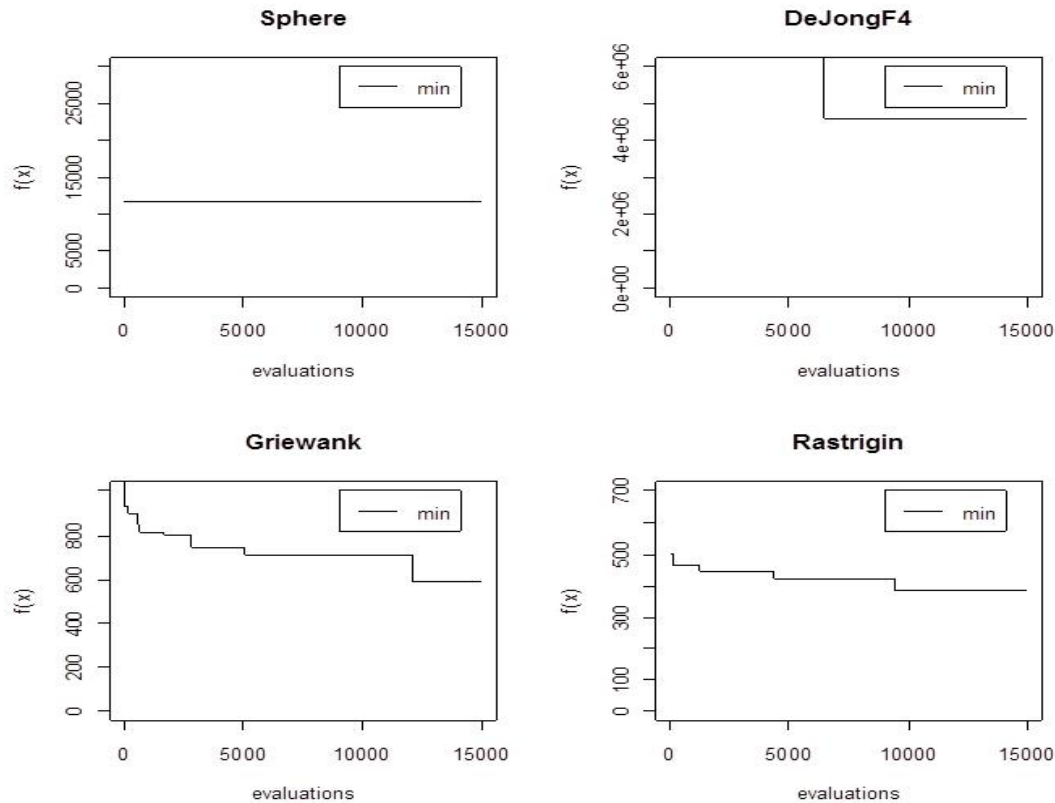 Sphere
f(x)
25000
15000
5000
0
min
0 5000 10000 15000
evaluations
DeJongF4
f(x)
6e+06
4e+06
2e+06
0e+00
min
0 5000 10000 15000
evaluations
Griewank
f(x)
800
600
400
200
0
min
0 5000 10000 15000
evaluations
Rastrigin
f(x)
700
500
300
100
0
min
0 5000 10000 15000
evaluations